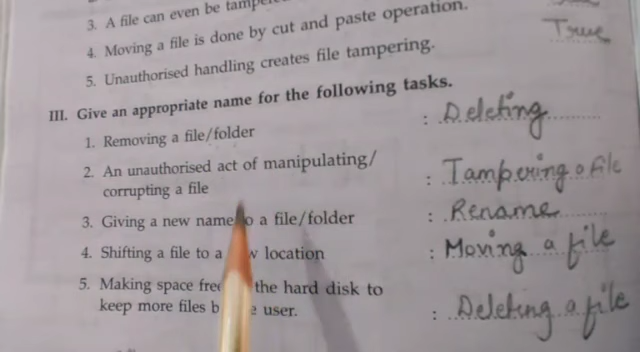 3. A file can even be
4. Moving a file is done by cut and paste operation.
True
5. Unauthorised handling creates file tampering.
III. Give an appropriate name for the following tasks.
1. Removing a file/folder : Deleting
2. An unauthorised act of manipulating/
corrupting a file : Tampering a file
3. Giving a new name to a file/folder : Rename
4. Shifting a file to a location : Moving a file
5. Making space the hard disk to
keep more files user. : Deleting a file